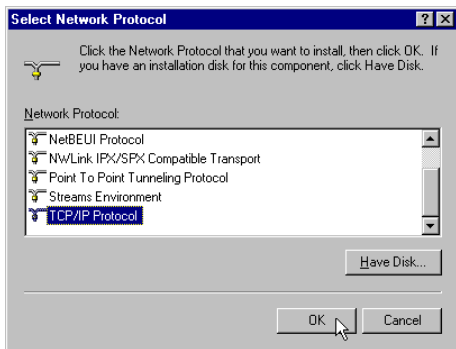 Select Network Protocol
Click the Network Protocol that you want to install, then click OK. If
you have an installation disk for this component, click Have Disk.
Network Protocol:
NetBEUI Protocol
NWLink IPX/SPX Compatible Transport
Point To Point Tunneling Protocol
Streams Environment
TCP/IP Protocol
Have Disk...
OK
Cancel